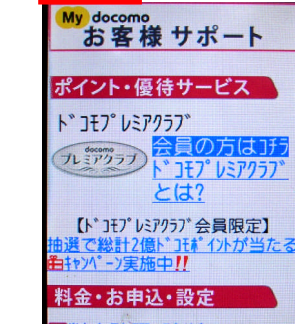 My docomo
お客様サポート
ポイント・優待サービス
ドコモプレミアクラブ
docomo
プレミアクラブ
会員の方はコチラ
ドコモプレミアクラブ
とは?
【ドコモプレミアクラブ会員限定】
抽選で総計2億ドコモポイントが当たる
キャンペーン実施中!!
料金・お申込・設定